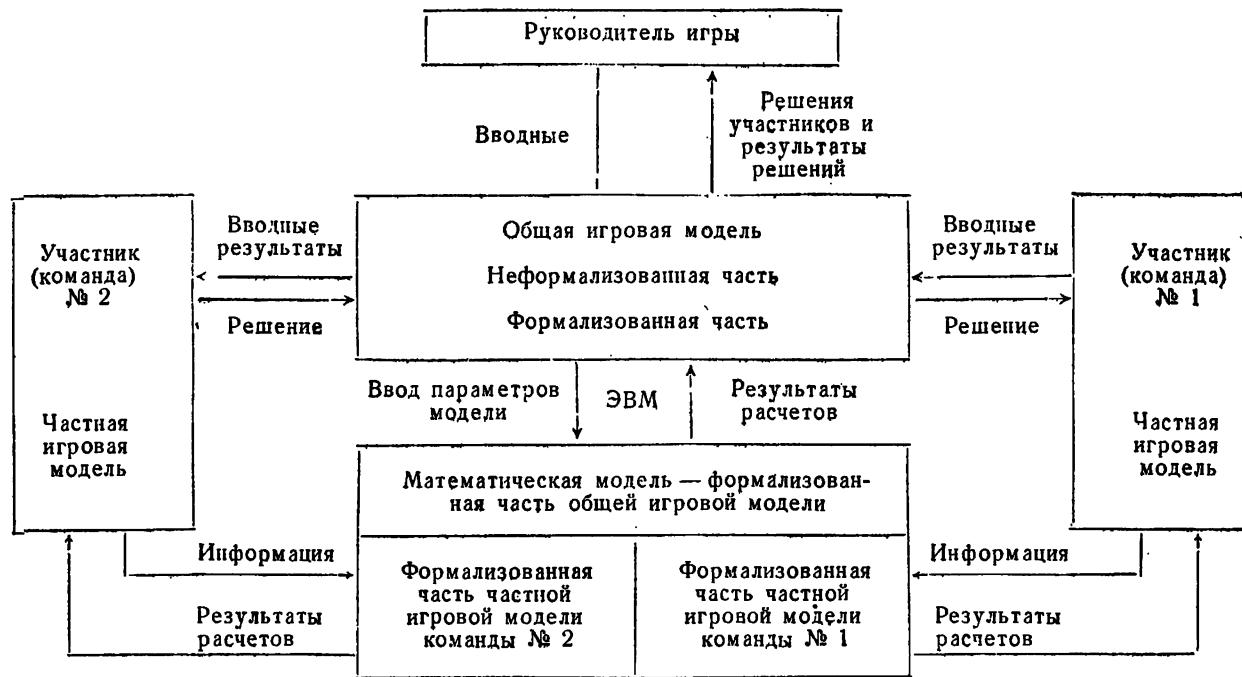 Руководитель игры
Вводные
Решения
участников и
результаты
решений
Участник
(команда)
№ 2
Частная
игровая
модель
Вводные
результаты
Решение
Общая игровая модель
Неформализованная часть
Формализованная часть
Вводные
результаты
Решение
Участник
(команда)
№ 1
Частная
игровая
модель
Ввод параметров
модели
ЭВМ
Результаты
расчетов
Математическая модель — формализован-
ная часть общей игровой модели
Информация
Результаты
расчетов
Формализованная
часть частной
игровой модели
команды № 2
Формализованная
часть частной
игровой модели
команды № 1
Информация
Результаты
расчетов